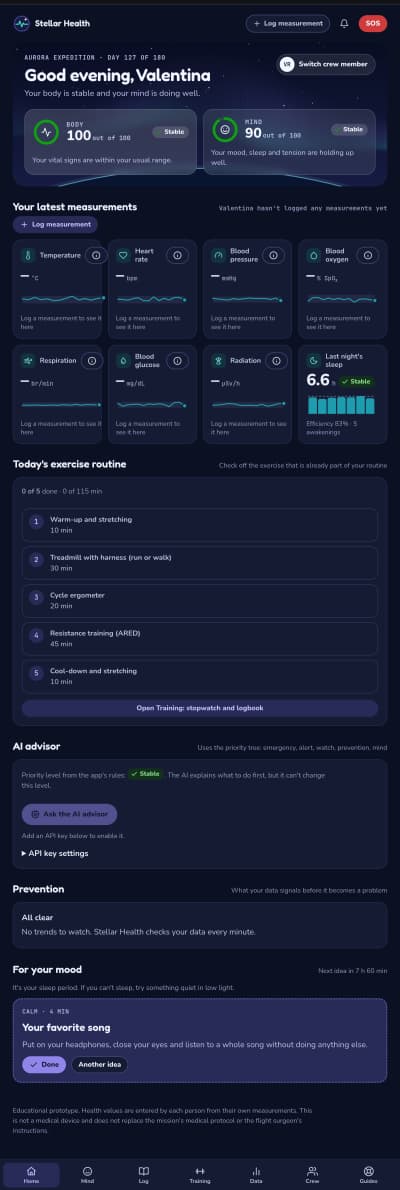 Stellar Health
+ Log measurement
SOS
AURORA EXPEDITION · DAY 127 OF 180
Good evening, Valentina
Your body is stable and your mind is doing well.
VR
Switch crew member
BODY
100 out of 100
Stable
Your vital signs are within your usual range.
MIND
90 out of 100
Stable
Your mood, sleep and tension are holding up
well.
Your latest measurements
Valentina hasn't logged any measurements yet
+ Log measurement
Temperature
— °C
Log a measurement to see it
here
Heart
rate
— bpm
Log a measurement to see it
here
Blood
pressure
— mmHg
Log a measurement to see it
here
Blood
oxygen
— % SpO₂
Log a measurement to see it
here
Respiration
— br/min
Log a measurement to see it
here
Blood
glucose
— mg/dL
Log a measurement to see it
here
Radiation
— µSv/h
Log a measurement to see it
here
Last night's
sleep
6.6 h
Stable
Efficiency 83% · 5
awakenings
Today's exercise routine
Check off the exercise that is already part of your routine
0 of 5 done · 0 of 115 min
1
Warm-up and stretching
10 min
2
Treadmill with harness (run or walk)
30 min
3
Cycle ergometer
20 min
4
Resistance training (ARED)
45 min
5
Cool-down and stretching
10 min
Open Training: stopwatch and logbook
AI advisor
Uses the priority tree: emergency, alert, watch, prevention, mind
Priority level from the app's rules: Stable The AI explains what to do first, but it can't change
this level.
Ask the AI advisor
Add an API key below to enable it.
API key settings
Prevention
What your data signals before it becomes a problem
All clear
No trends to watch. Stellar Health checks your data every minute.
For your mood
Next idea in 7 h 60 min
It's your sleep period. If you can't sleep, try something quiet in low light.
CALM · 4 MIN
Your favorite song
Put on your headphones, close your eyes and listen to a whole song without doing anything else.
Done
Another idea
Educational prototype. Health values are entered by each person from their own measurements. This
is not a medical device and does not replace the mission's medical protocol or the flight surgeon's
instructions.
Home
Mind
Log
Training
Data
Crew
Guides